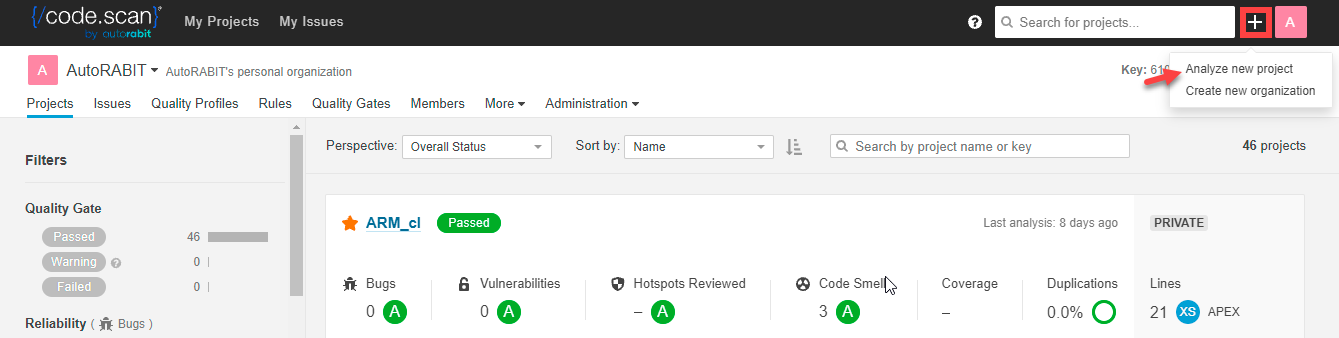 {/code.scan
by autorabit
My Projects My Issues
? Search for projects... + A
A AutoRABIT AutoRABIT's personal organization
Key:
Analyze new project
Create new organization
Projects Issues Quality Profiles Rules Quality Gates Members More Administration
Filters
Perspective: Overall Status Sort by: Name Search by project name or key 46 projects
Quality Gate
Passed 46
Warning ? 0
Failed 0
Reliability ( Bugs )
ARM_cl Passed Last analysis: 8 days ago PRIVATE
Bugs Vulnerabilities Hotspots Reviewed Code Smells Coverage Duplications Lines
0 A 0 A – A 3 A – 0.0% 21 XS APEX